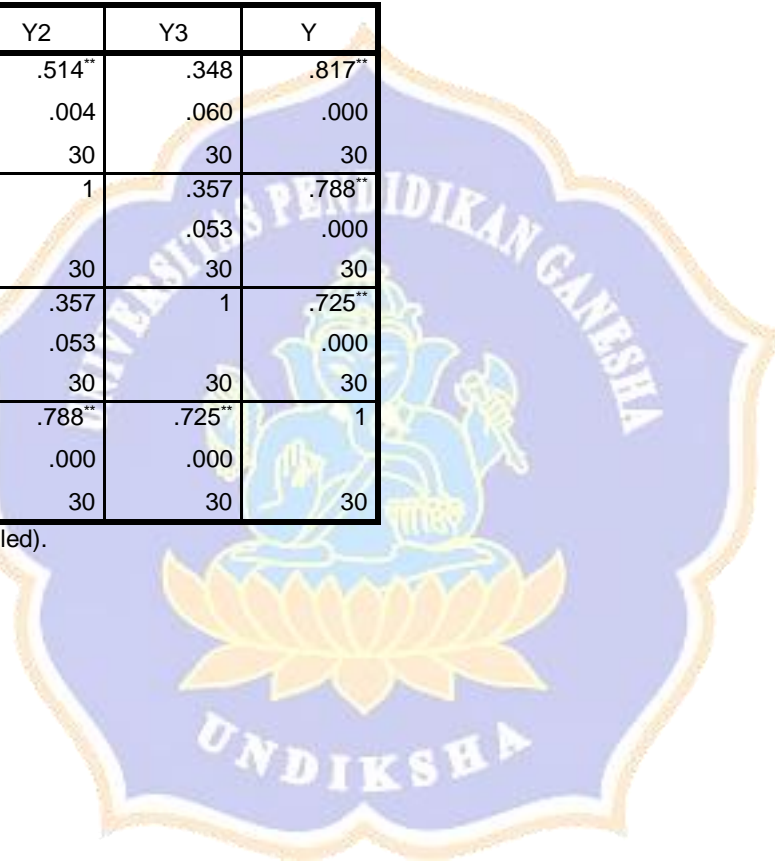 Y2 Y3 Y
.514** .348 .817**
.004 .060 .000
30 30 30
1 .357 .788**
.053 .000
30 30 30
.357 1 .725**
.053 .000
30 30 30
.788** .725** 1
.000 .000
30 30 30
led).
UNIVERSITAS PENDIDIKAN GANESHA
UNDIKSHA